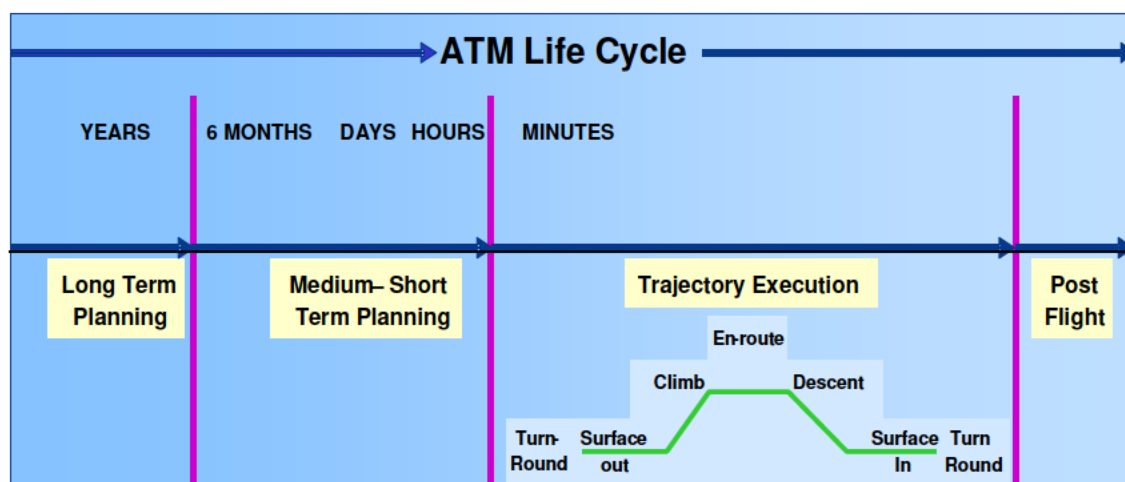 ATM Life Cycle
YEARS 6 MONTHS DAYS HOURS MINUTES
Long Term
Planning
Medium– Short
Term Planning
Trajectory Execution
Post
Flight
En-route
Climb
Descent
Turn-
Round
Surface
out
Surface
In
Turn
Round